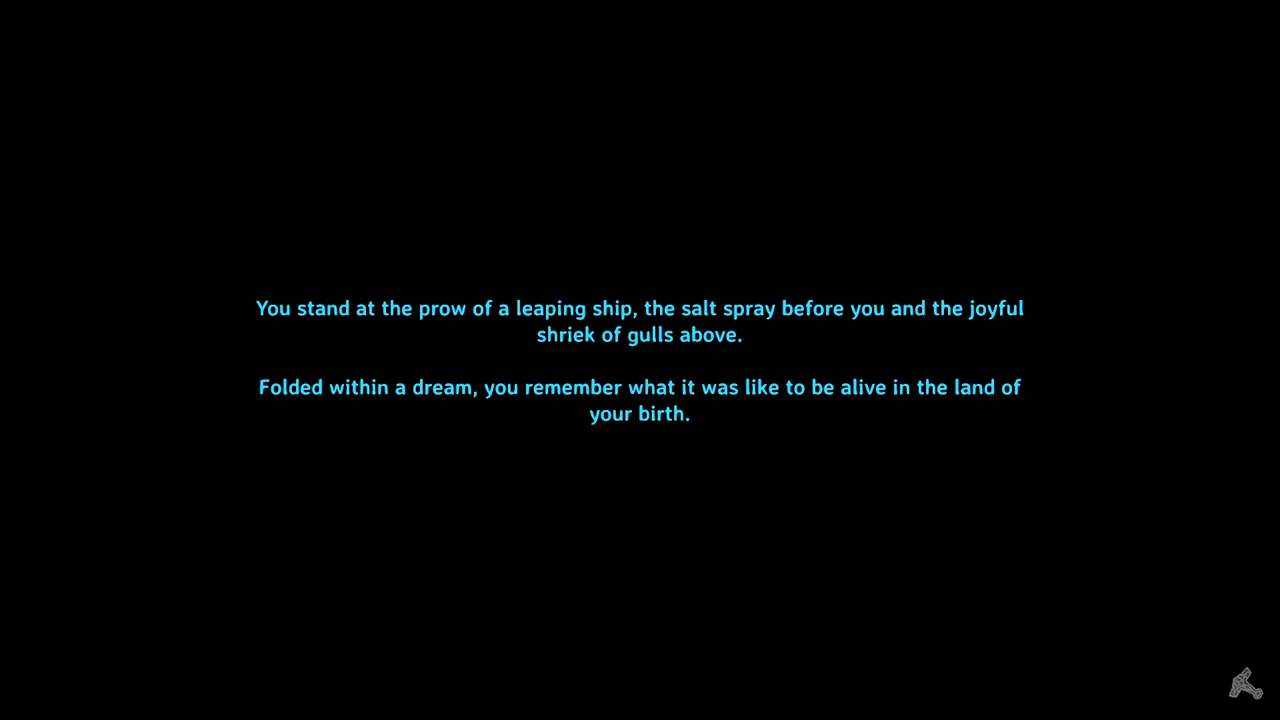 You stand at the prow of a leaping ship, the salt spray before you and the joyful
shriek of gulls above.
Folded within a dream, you remember what it was like to be alive in the land of
your birth.